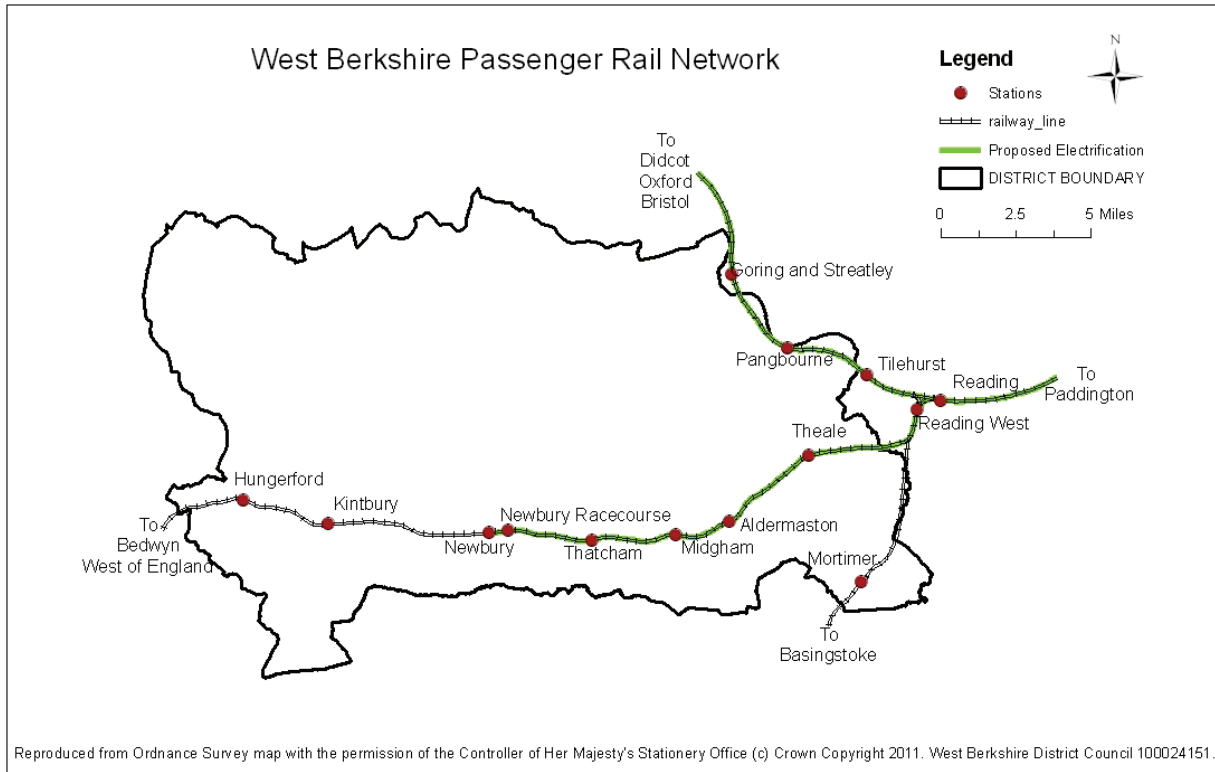 West Berkshire Passenger Rail Network
Legend
N
Stations
railway_line
Proposed Electrification
DISTRICT BOUNDARY
0 2.5 5 Miles
To
Didcot
Oxford
Bristol
Goring and Streatley
Pangbourne
Tilehurst
Reading
To
Paddington
Reading West
Theale
Hungerford
Kintbury
To
Bedwyn
West of England
Newbury Racecourse
Newbury
Thatcham
Midgham
Aldermaston
Mortimer
To
Basingstoke
Reproduced from Ordnance Survey map with the permission of the Controller of Her Majesty's Stationery Office (c) Crown Copyright 2011. West Berkshire District Council 100024151.